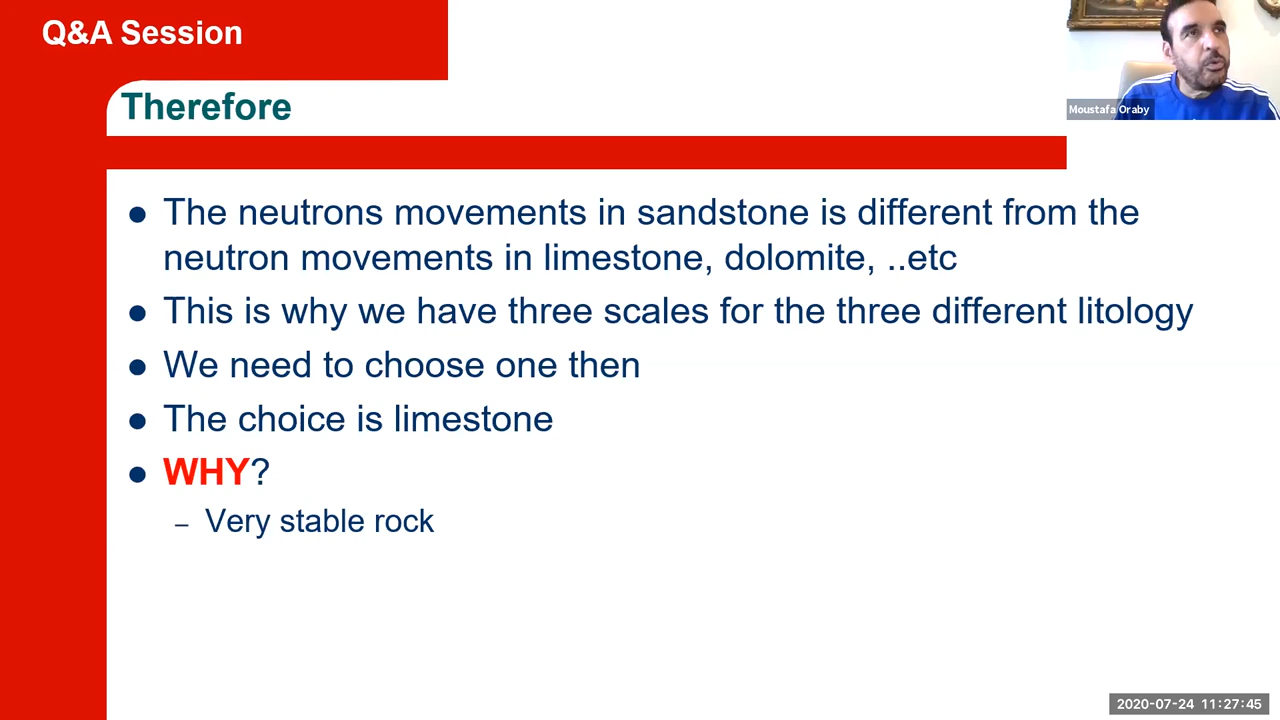 Q&A Session
Therefore
Moustafa Oraby
● The neutrons movements in sandstone is different from the
neutron movements in limestone, dolomite, ..etc
● This is why we have three scales for the three different litology
● We need to choose one then
● The choice is limestone
● WHY?
– Very stable rock
2020-07-24 11:27:45